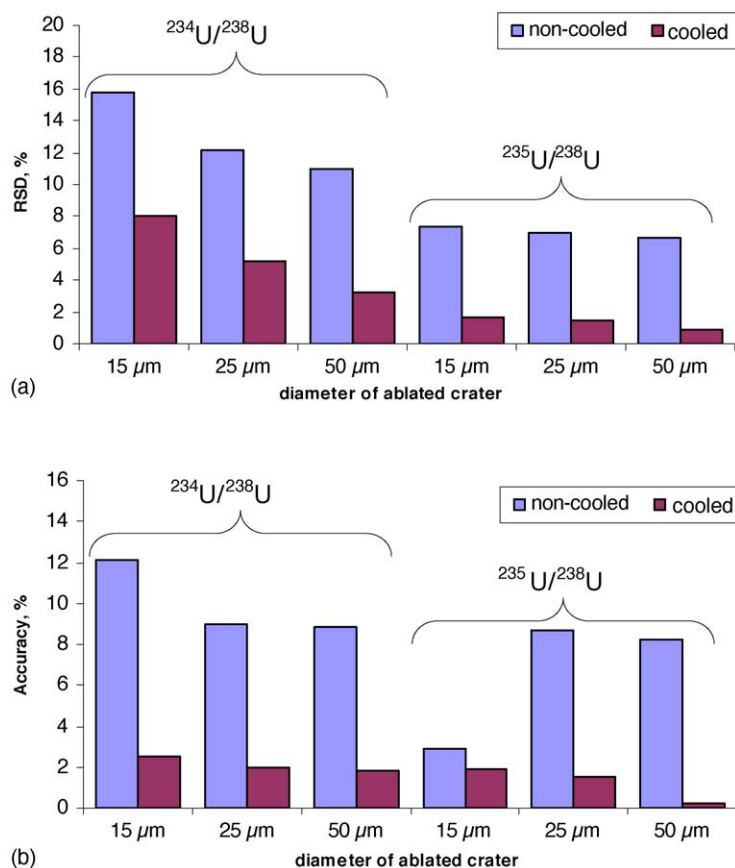 20
18
16
14
12
10
8
6
4
2
0
RSD, %
²³⁴U/²³⁸U
non-cooled cooled
²³⁵U/²³⁸U
15 µm 25 µm 50 µm 15 µm 25 µm 50 µm
(a)
diameter of ablated crater
16
14
12
10
8
6
4
2
0
Accuracy, %
²³⁴U/²³⁸U
non-cooled cooled
²³⁵U/²³⁸U
15 µm 25 µm 50 µm 15 µm 25 µm 50 µm
(b)
diameter of ablated crater